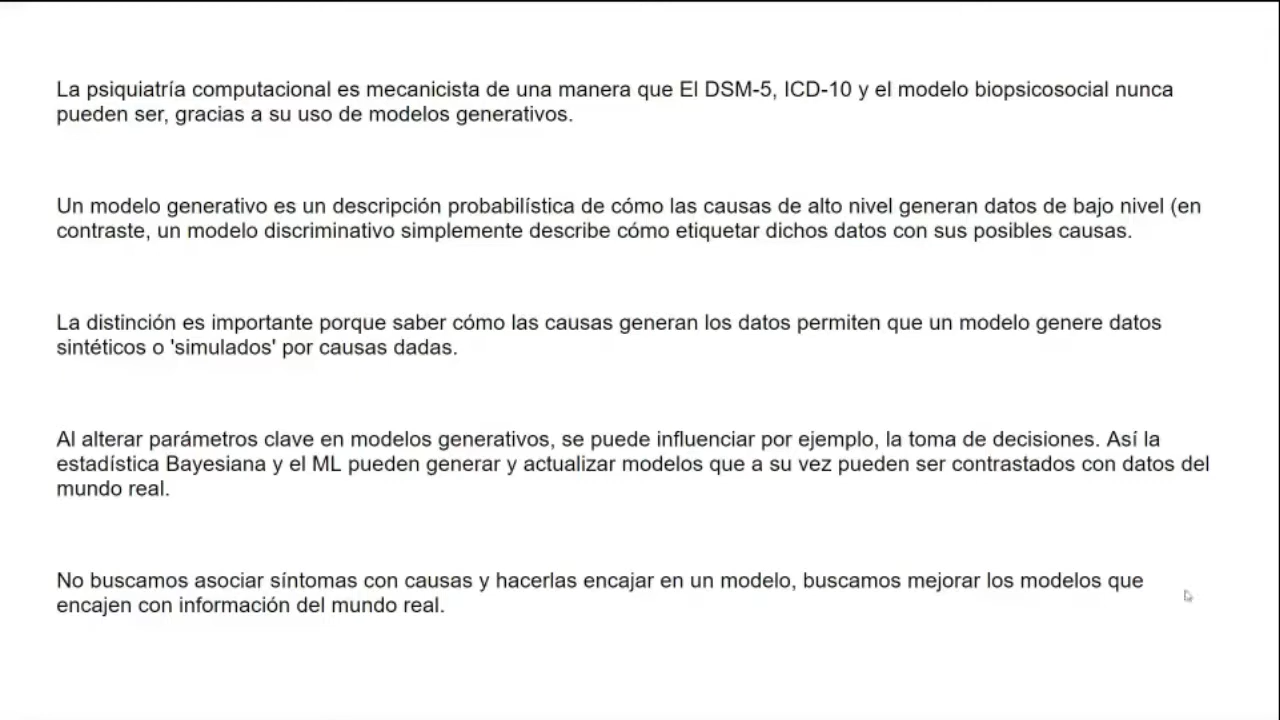 La psiquiatría computacional es mecanicista de una manera que El DSM-5, ICD-10 y el modelo biopsicosocial nunca
pueden ser, gracias a su uso de modelos generativos.
Un modelo generativo es un descripción probabilística de cómo las causas de alto nivel generan datos de bajo nivel (en
contraste, un modelo discriminativo simplemente describe cómo etiquetar dichos datos con sus posibles causas.
La distinción es importante porque saber cómo las causas generan los datos permiten que un modelo genere datos
sintéticos o 'simulados' por causas dadas.
Al alterar parámetros clave en modelos generativos, se puede influenciar por ejemplo, la toma de decisiones. Así la
estadística Bayesiana y el ML pueden generar y actualizar modelos que a su vez pueden ser contrastados con datos del
mundo real.
No buscamos asociar síntomas con causas y hacerlas encajar en un modelo, buscamos mejorar los modelos que
encajen con información del mundo real.